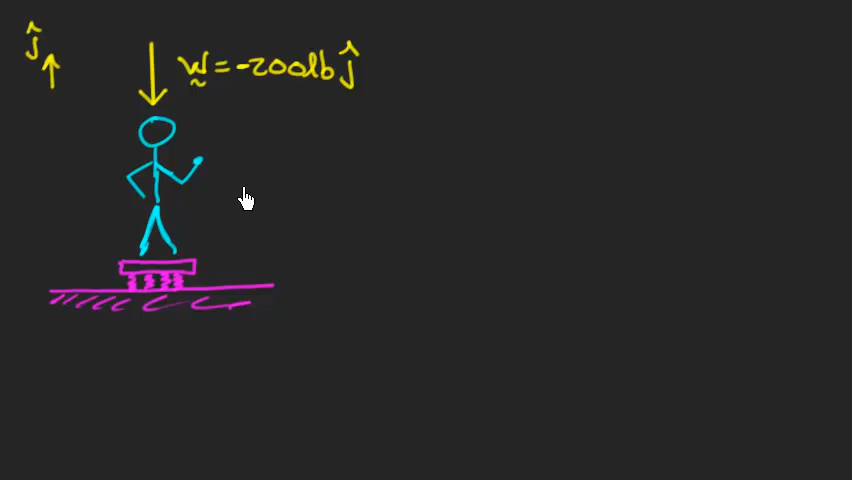 ĵ
w̰ = -200lb ĵ